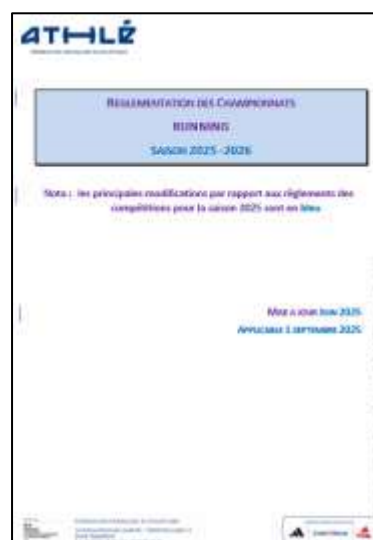 ATHLÉ
RÉGLEMENTATION DES CHAMPIONNATS
RUNNING
SAISON 2025 -2026
Nota : les principales modifications par rapport aux règlements des
compétitions pour la saison 2025 sont en bleu
MISE A JOUR JUIN 2025
APPLICABLE 1 SEPTEMBRE 2025